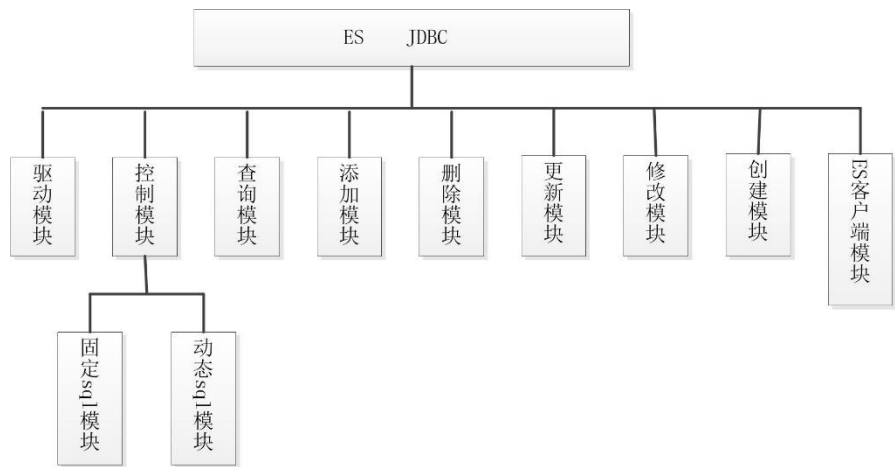 ES JDBC
驱动模块
控制模块
查询模块
添加模块
删除模块
更新模块
修改模块
创建模块
ES客户端模块
固定sql模块
动态sql模块